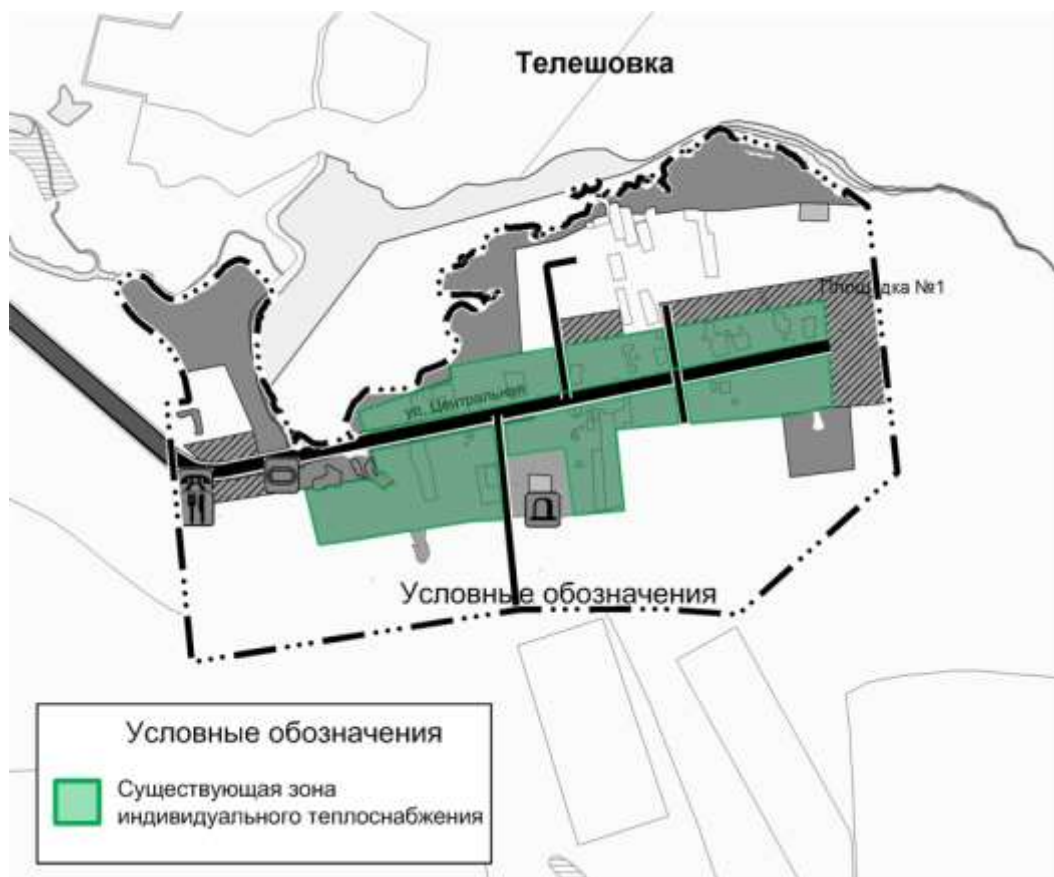 Телешовка
Площадка №1
ул. Центральная
Условные обозначения
Условные обозначения
Существующая зона
индивидуального теплоснабжения